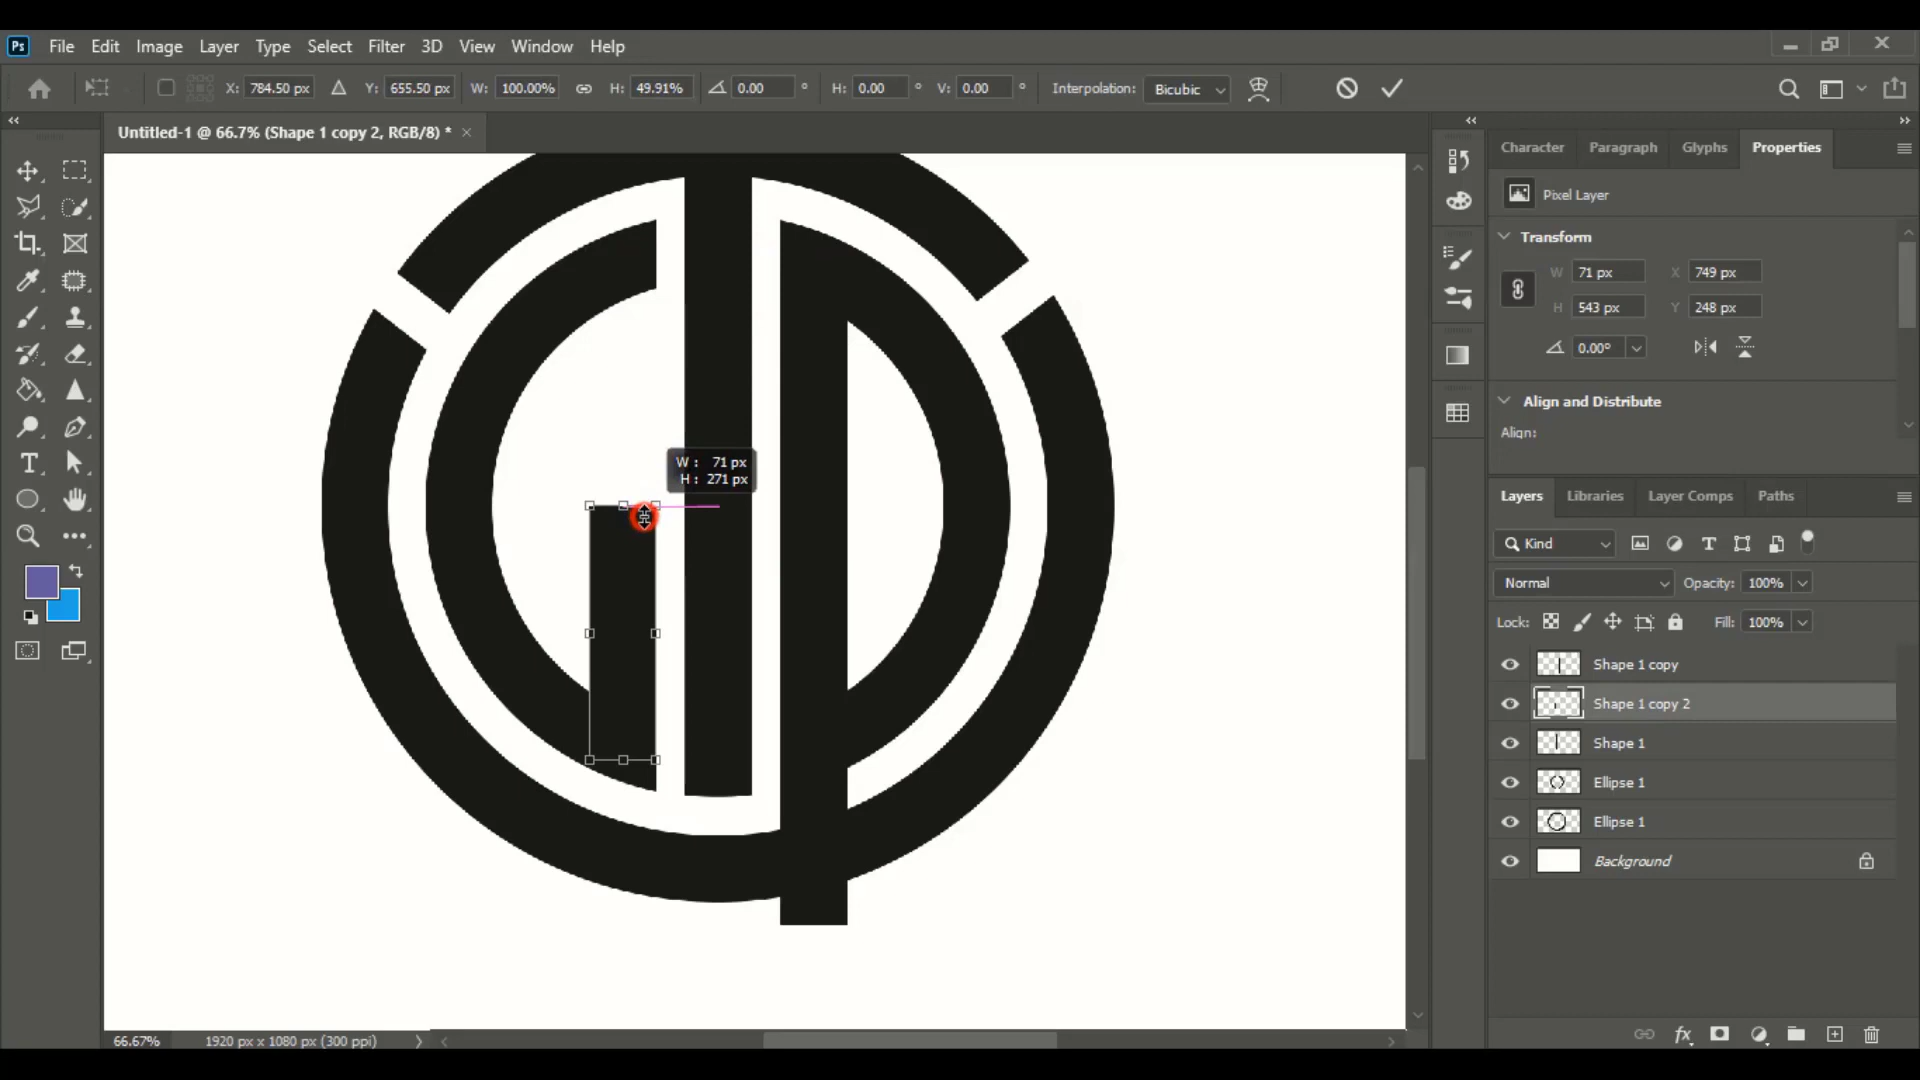 Ps File Edit Image Layer Type Select Filter 3D View Window Help
X: 784.50 px Y: 655.50 px W: 100.00% H: 49.91% 0.00 ° H: 0.00 ° V: 0.00 ° Interpolation: Bicubic
Untitled-1 @ 66.7% (Shape 1 copy 2, RGB/8) *
W : 71 px
H : 271 px
66.67% 1920 px x 1080 px (300 ppi)
Character Paragraph Glyphs Properties
Pixel Layer
Transform
W 71 px X 749 px
H 543 px Y 248 px
0.00°
Align and Distribute
Align:
Layers Libraries Layer Comps Paths
Kind
Normal Opacity: 100%
Lock: Fill: 100%
Shape 1 copy
Shape 1 copy 2
Shape 1
Ellipse 1
Ellipse 1
Background